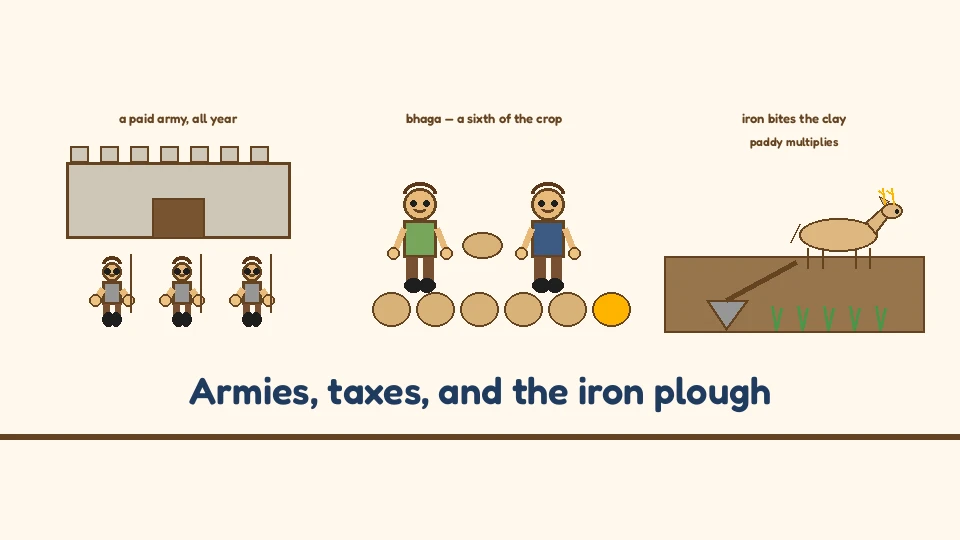 a paid army, all year
bhaga — a sixth of the crop
iron bites the clay
paddy multiplies
Armies, taxes, and the iron plough